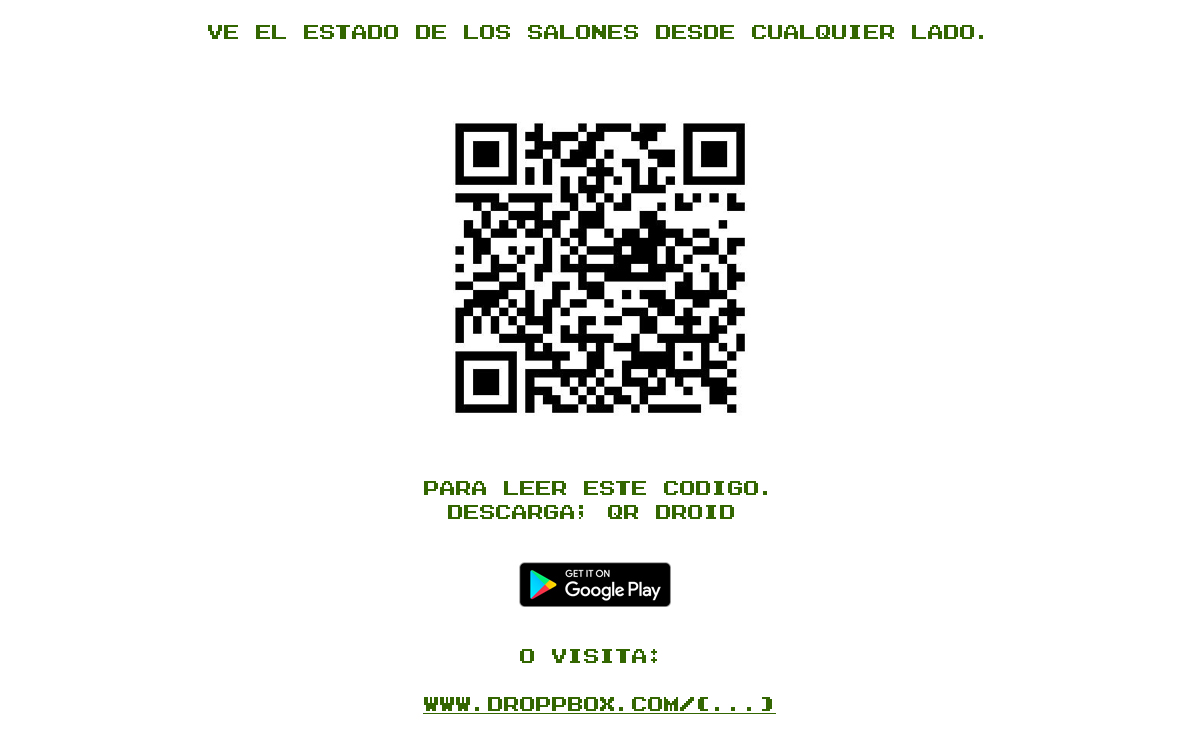 VE EL ESTADO DE LOS SALONES DESDE CUALQUIER LADO.
PARA LEER ESTE CODIGO.
DESCARGA; QR DROID
GET IT ON
Google Play
O VISITA:
WWW.DROPPBOX.COM/(...)